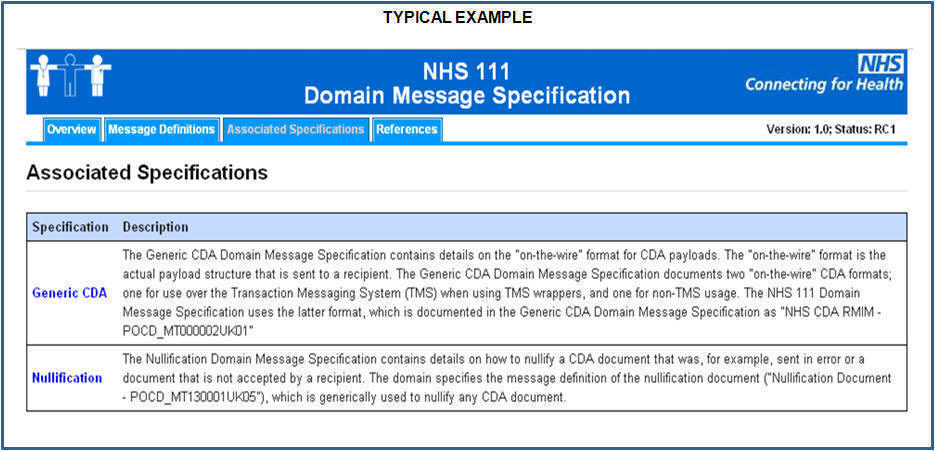 TYPICAL EXAMPLE
NHS 111
Domain Message Specification
NHS
Connecting for Health
Overview Message Definitions Associated Specifications References
Version: 1.0; Status: RC1
Associated Specifications
Specification Description
The Generic CDA Domain Message Specification contains details on the "on-the-wire" format for CDA payloads. The "on-the-wire" format is the
actual payload structure that is sent to a recipient. The Generic CDA Domain Message Specification documents two "on-the-wire" CDA formats;
Generic CDA
one for use over the Transaction Messaging System (TMS) when using TMS wrappers, and one for non-TMS usage. The NHS 111 Domain
Message Specification uses the latter format, which is documented in the Generic CDA Domain Message Specification as "NHS CDA RMIM -
POCD_MT000002UK01"
The Nullification Domain Message Specification contains details on how to nullify a CDA document that was, for example, sent in error or a
Nullification
document that is not accepted by a recipient. The domain specifies the message definition of the nullification document ("Nullification Document
- POCD_MT130001UK05"), which is generically used to nullify any CDA document.